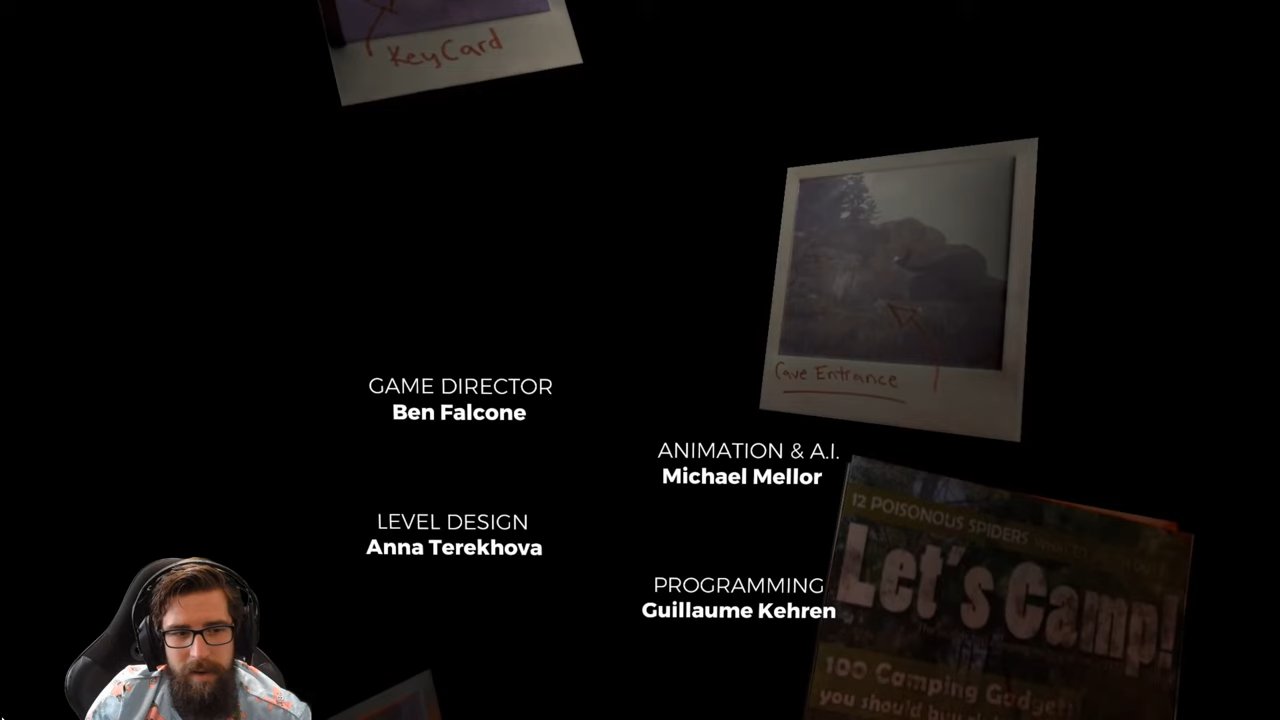 KeyCard
Cave Entrance
GAME DIRECTOR
Ben Falcone
ANIMATION & A.I.
Michael Mellor
LEVEL DESIGN
Anna Terekhova
PROGRAMMING
Guillaume Kehren
12 POISONOUS SPIDERS
Let's Camp!
100 Camping Gadgets
you should